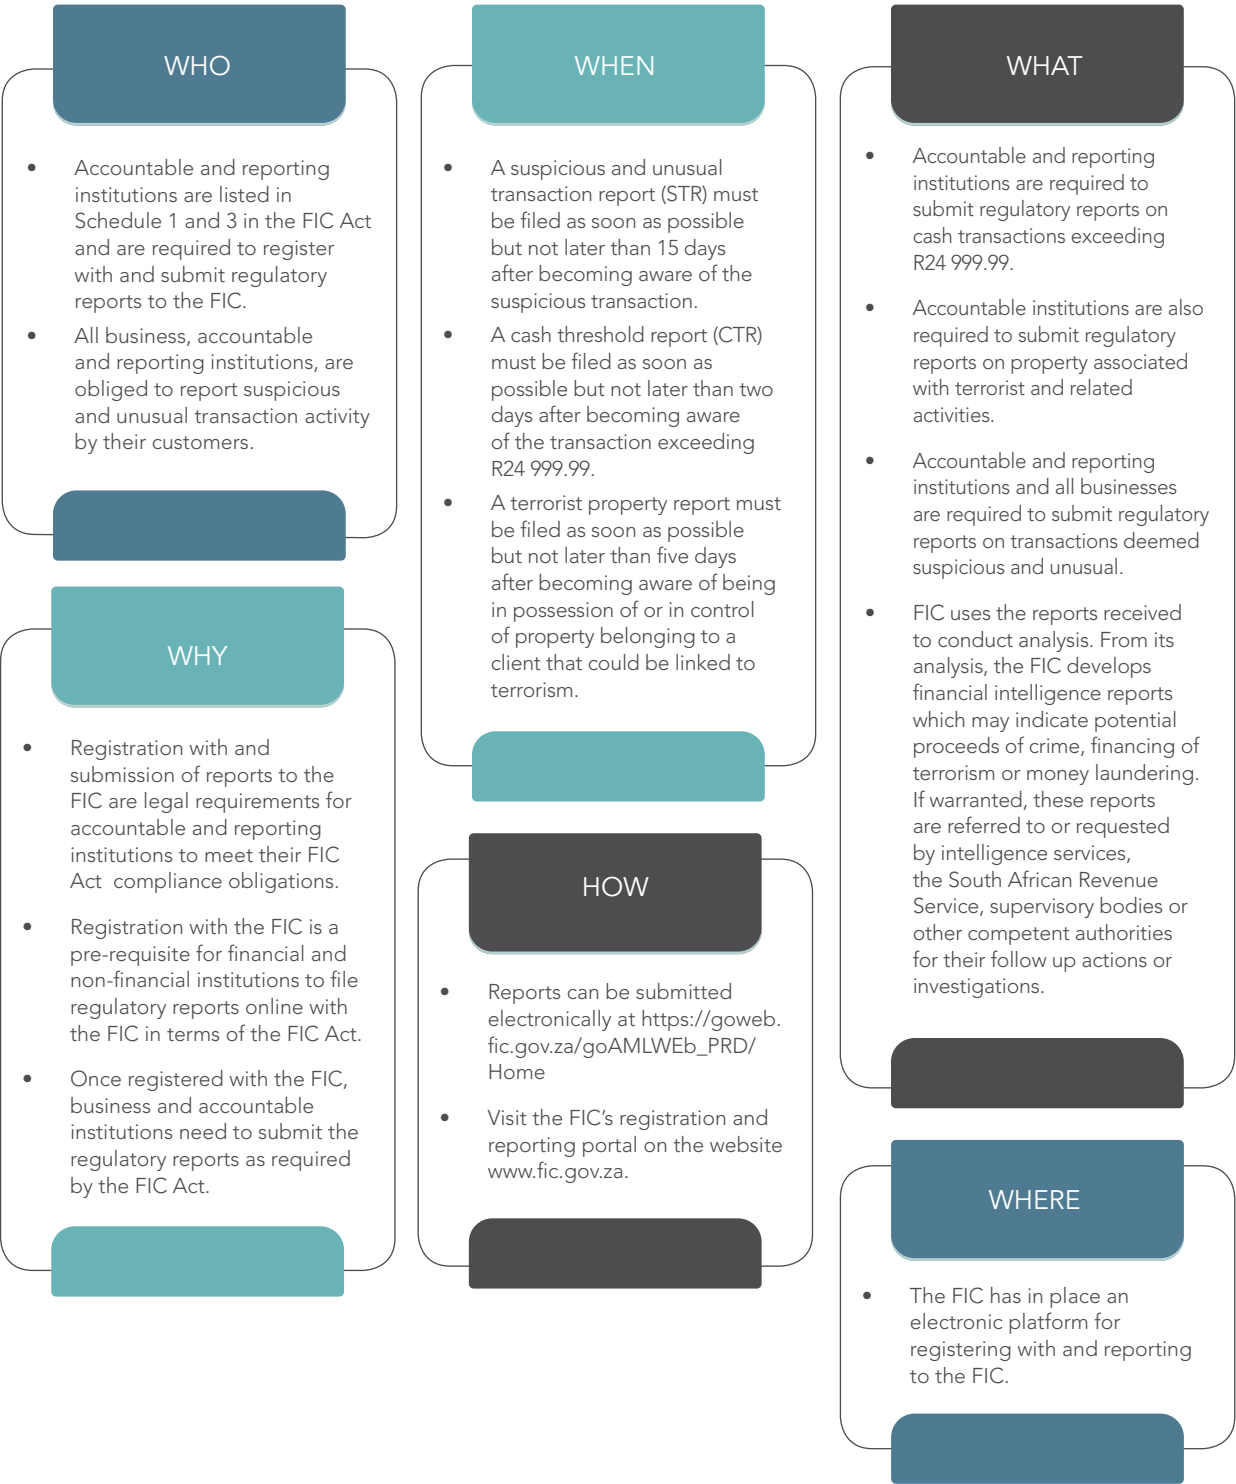 WHO
• Accountable and reporting
institutions are listed in
Schedule 1 and 3 in the FIC Act
and are required to register
with and submit regulatory
reports to the FIC.
• All business, accountable
and reporting institutions, are
obliged to report suspicious
and unusual transaction activity
by their customers.
WHY
• Registration with and
submission of reports to the
FIC are legal requirements for
accountable and reporting
institutions to meet their FIC
Act compliance obligations.
• Registration with the FIC is a
pre-requisite for financial and
non-financial institutions to file
regulatory reports online with
the FIC in terms of the FIC Act.
• Once registered with the FIC,
business and accountable
institutions need to submit the
regulatory reports as required
by the FIC Act.
WHEN
• A suspicious and unusual
transaction report (STR) must
be filed as soon as possible
but not later than 15 days
after becoming aware of the
suspicious transaction.
• A cash threshold report (CTR)
must be filed as soon as
possible but not later than two
days after becoming aware
of the transaction exceeding
R24 999.99.
• A terrorist property report must
be filed as soon as possible
but not later than five days
after becoming aware of being
in possession of or in control
of property belonging to a
client that could be linked to
terrorism.
HOW
• Reports can be submitted
electronically at https://goweb.
fic.gov.za/goAMLWEb_PRD/
Home
• Visit the FIC’s registration and
reporting portal on the website
www.fic.gov.za.
WHAT
• Accountable and reporting
institutions are required to
submit regulatory reports on
cash transactions exceeding
R24 999.99.
• Accountable institutions are also
required to submit regulatory
reports on property associated
with terrorist and related
activities.
• Accountable and reporting
institutions and all businesses
are required to submit regulatory
reports on transactions deemed
suspicious and unusual.
• FIC uses the reports received
to conduct analysis. From its
analysis, the FIC develops
financial intelligence reports
which may indicate potential
proceeds of crime, financing of
terrorism or money laundering.
If warranted, these reports
are referred to or requested
by intelligence services,
the South African Revenue
Service, supervisory bodies or
other competent authorities
for their follow up actions or
investigations.
WHERE
• The FIC has in place an
electronic platform for
registering with and reporting
to the FIC.